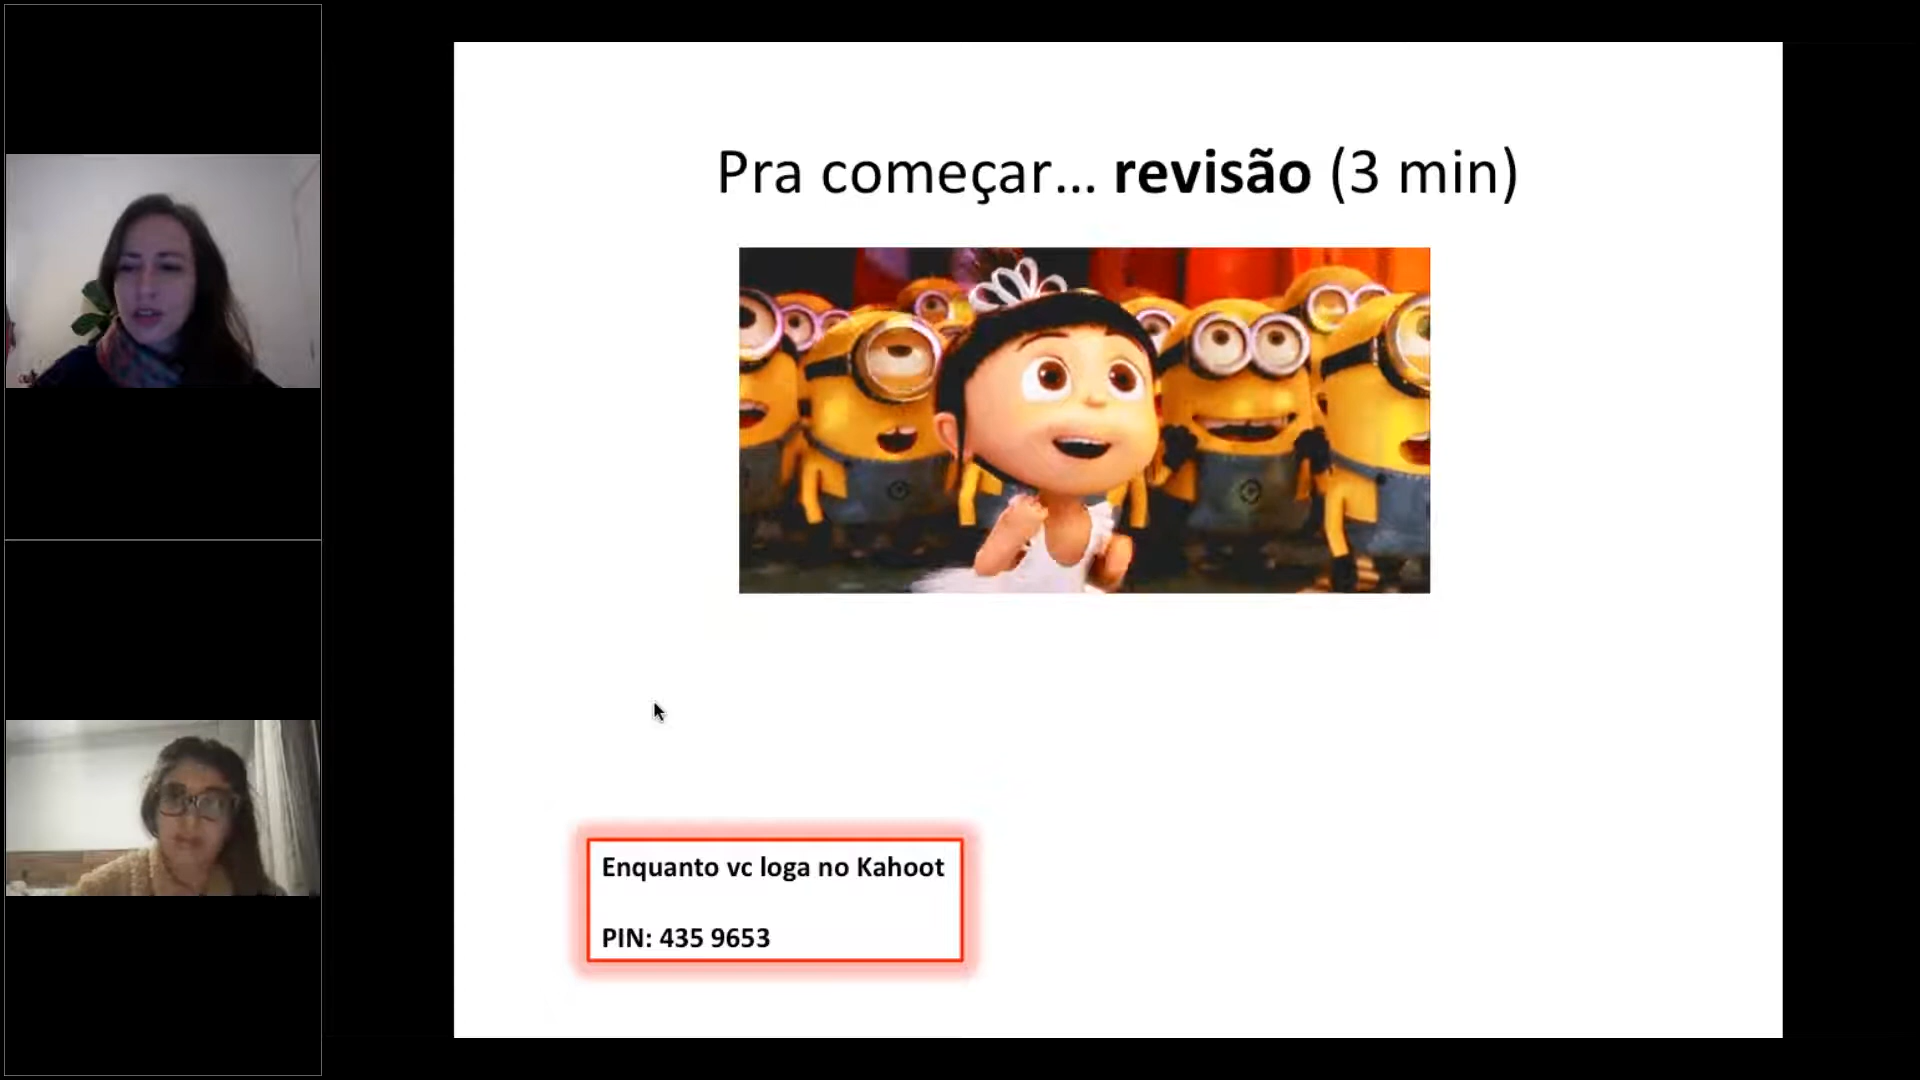 Pra começar... revisão (3 min)
Enquanto vc loga no Kahoot
PIN: 435 9653